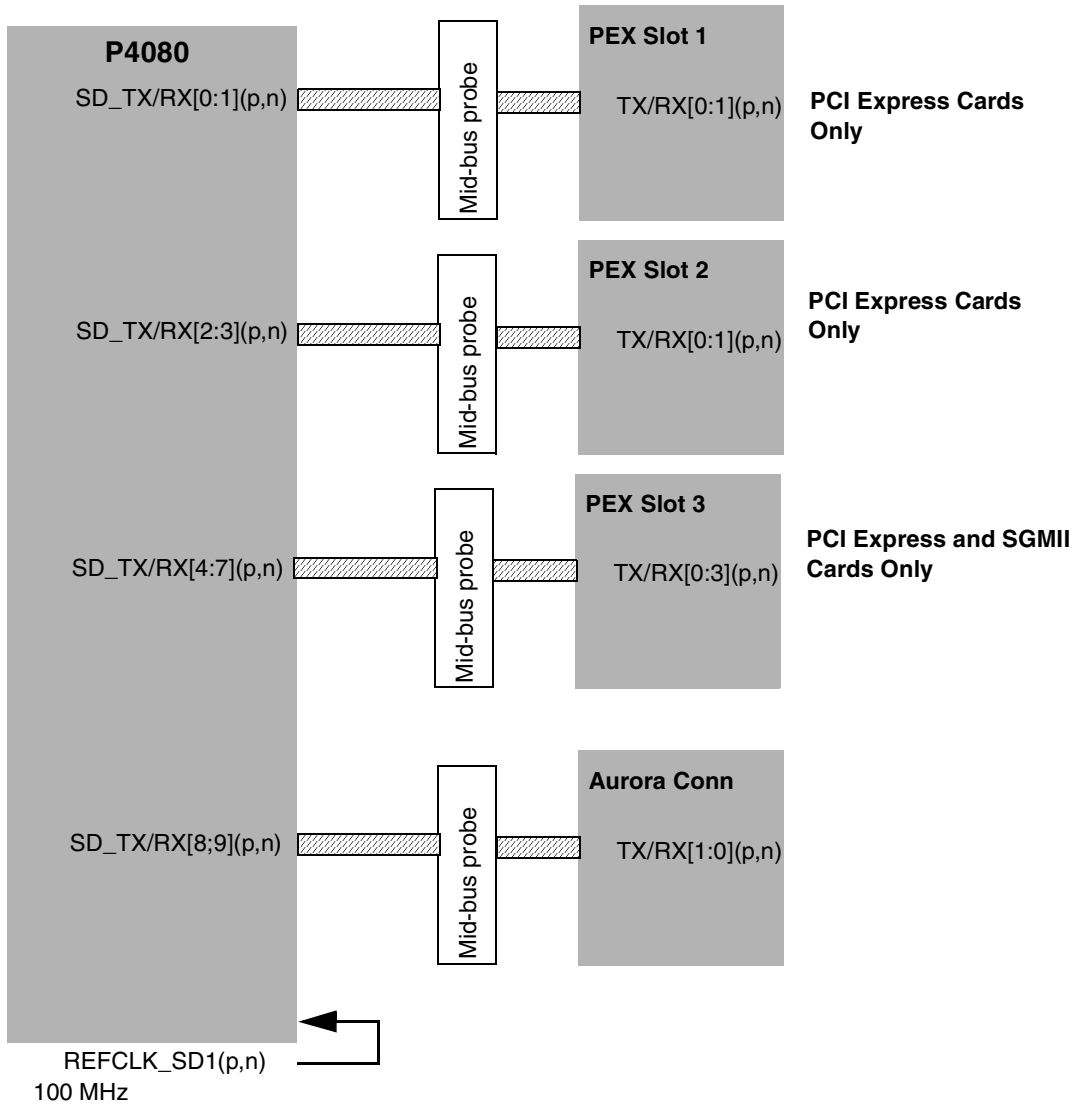 P4080
SD_TX/RX[0:1](p,n)
Mid-bus probe
PEX Slot 1
TX/RX[0:1](p,n)
PCI Express Cards
Only
SD_TX/RX[2:3](p,n)
Mid-bus probe
PEX Slot 2
TX/RX[0:1](p,n)
PCI Express Cards
Only
SD_TX/RX[4:7](p,n)
Mid-bus probe
PEX Slot 3
TX/RX[0:3](p,n)
PCI Express and SGMII
Cards Only
SD_TX/RX[8;9](p,n)
Mid-bus probe
Aurora Conn
TX/RX[1:0](p,n)
REFCLK_SD1(p,n)
100 MHz